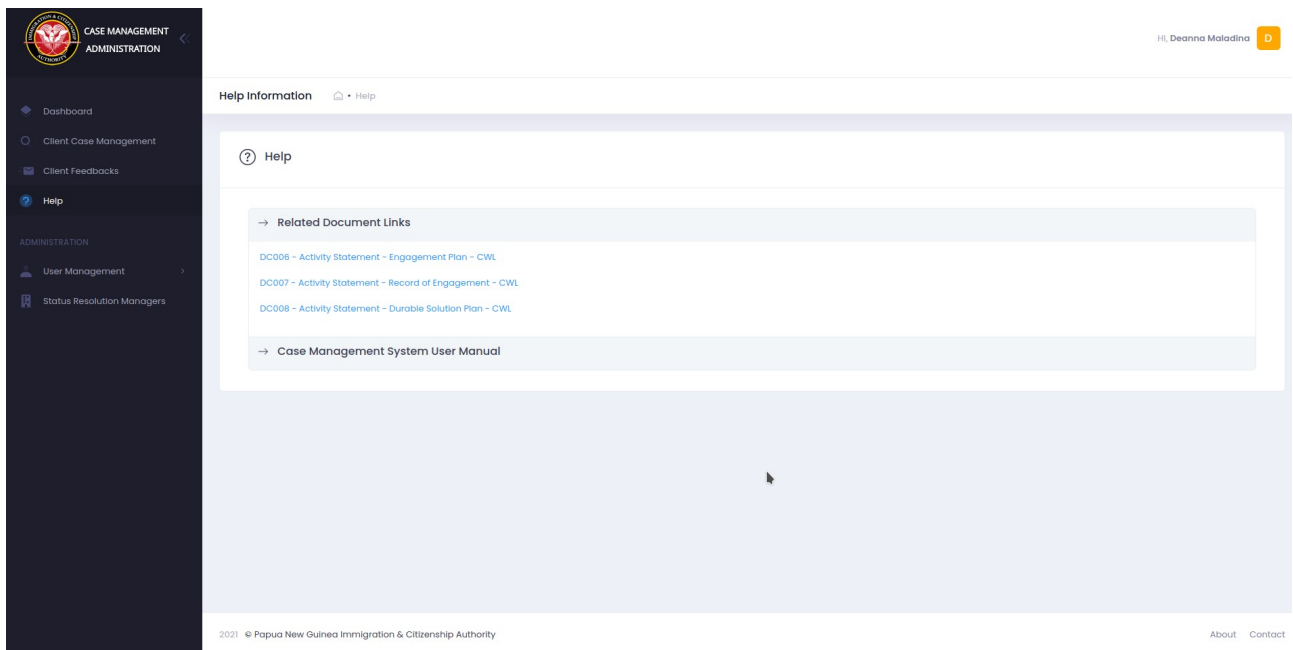 IMMIGRATION & CITIZENSHIP
AUTHORITY
CASE MANAGEMENT
ADMINISTRATION
Hi, Deanna Maladina
D
Help Information
• Help
Dashboard
Client Case Management
Client Feedbacks
Help
ADMINISTRATION
User Management
Status Resolution Managers
? Help
→ Related Document Links
DC006 - Activity Statement - Engagement Plan - CWL
DC007 - Activity Statement - Record of Engagement - CWL
DC008 - Activity Statement - Durable Solution Plan - CWL
→ Case Management System User Manual
2021 © Papua New Guinea Immigration & Citizenship Authority
About Contact